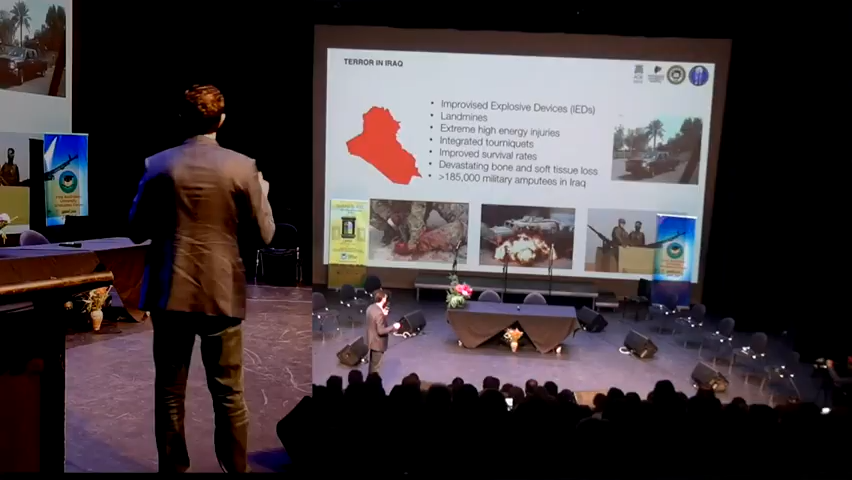 TERROR IN IRAQ
• Improvised Explosive Devices (IEDs)
• Landmines
• Extreme high energy injuries
• Integrated tourniquets
• Improved survival rates
• Devastating bone and soft tissue loss
• >185,000 military amputees in Iraq